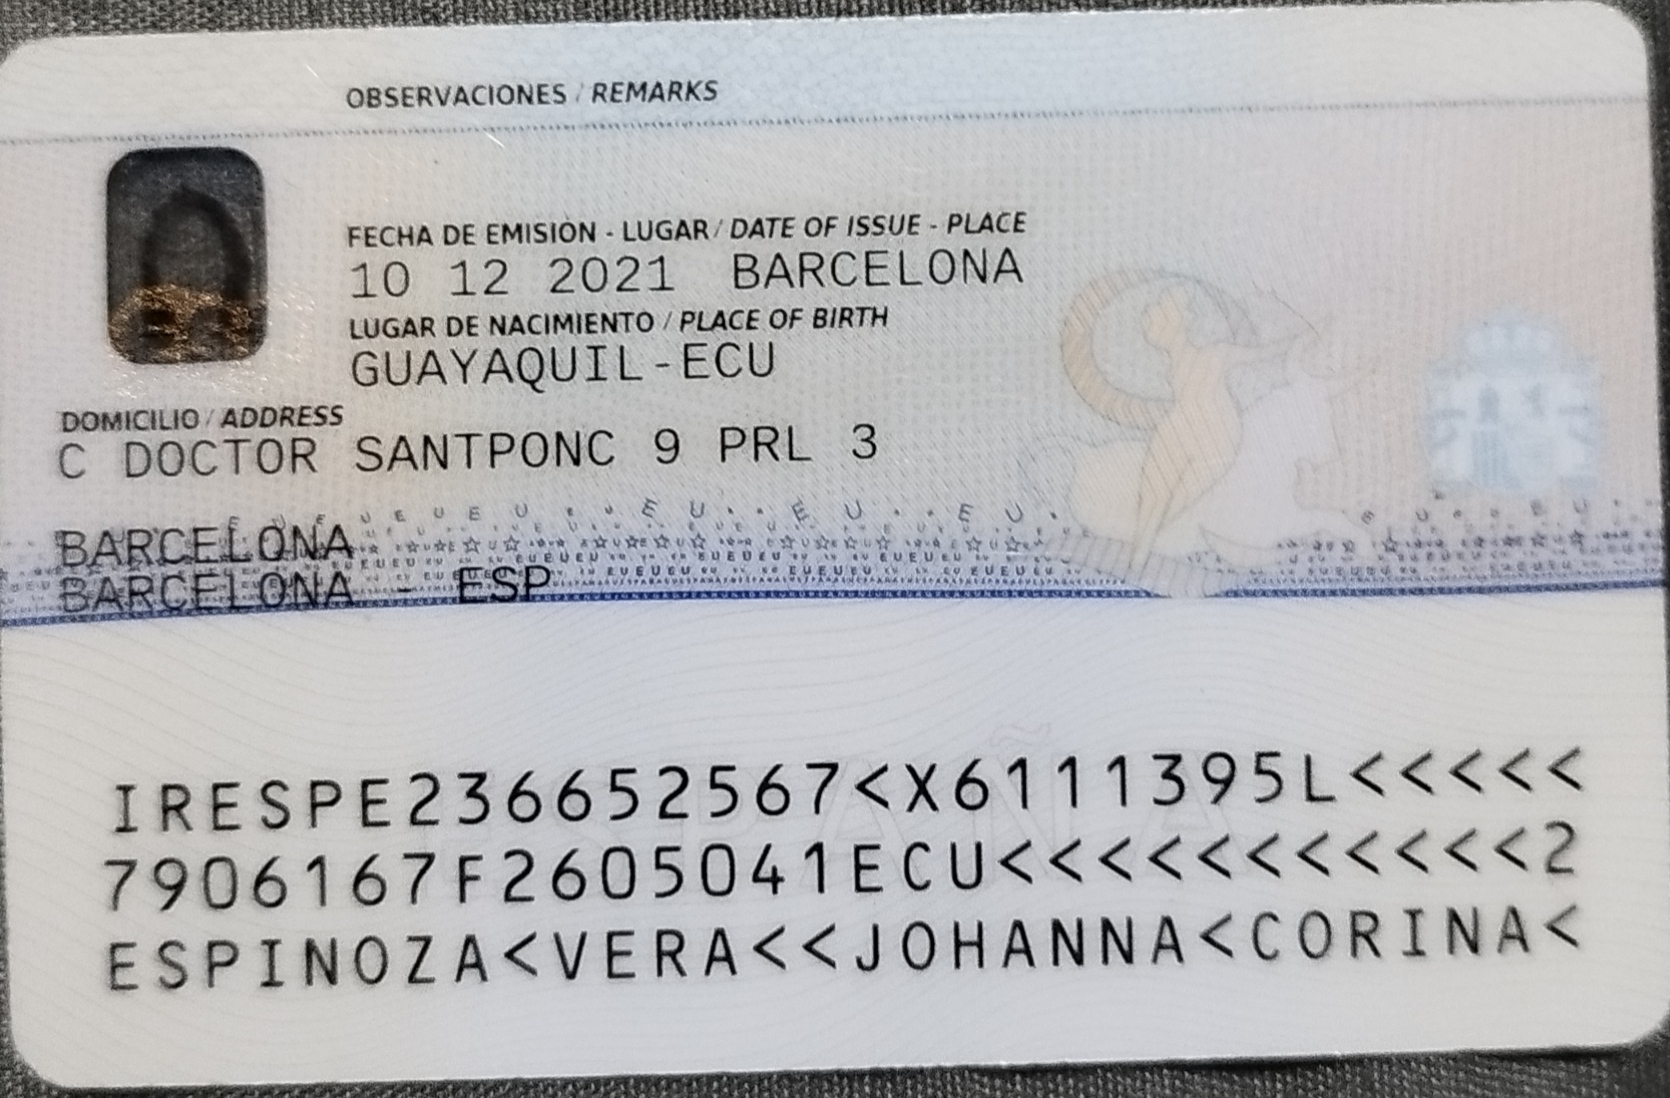 OBSERVACIONES / REMARKS
FECHA DE EMISIÓN - LUGAR / DATE OF ISSUE - PLACE
10 12 2021 BARCELONA
LUGAR DE NACIMIENTO / PLACE OF BIRTH
GUAYAQUIL-ECU
DOMICILIO / ADDRESS
C DOCTOR SANTPONC 9 PRL 3
BARCELONA
BARCELONA - ESP
IRESPE236652567<X6111395L<<<<<
7906167F2605041ECU<<<<<<<<<<<2
ESPINOZA<VERA<<JOHANNA<CORINA<